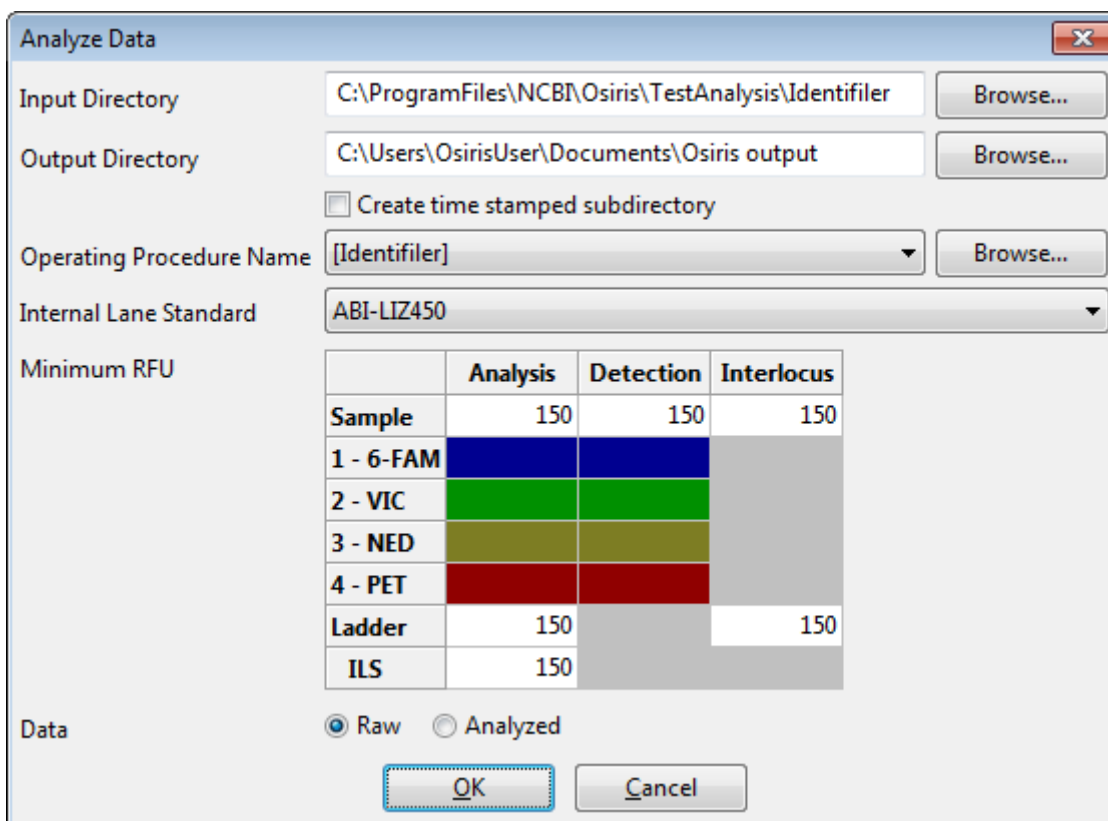 Analyze Data
Input Directory C:\ProgramFiles\NCBI\Osiris\TestAnalysis\Identifiler Browse...
Output Directory C:\Users\OsirisUser\Documents\Osiris output Browse...
Create time stamped subdirectory
Operating Procedure Name [Identifiler] Browse...
Internal Lane Standard ABI-LIZ450
Minimum RFU Analysis Detection Interlocus
Sample 150 150 150
1 - 6-FAM
2 - VIC
3 - NED
4 - PET
Ladder 150 150
ILS 150
Data Raw Analyzed
OK Cancel